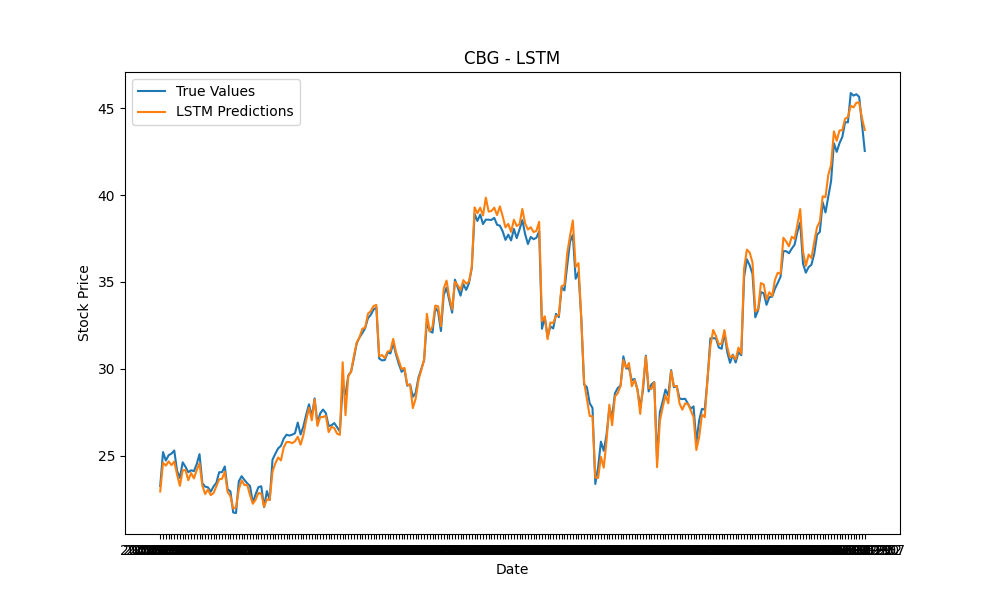 CBG - LSTM
True Values
LSTM Predictions
45
40
35
30
25
Stock Price
Date